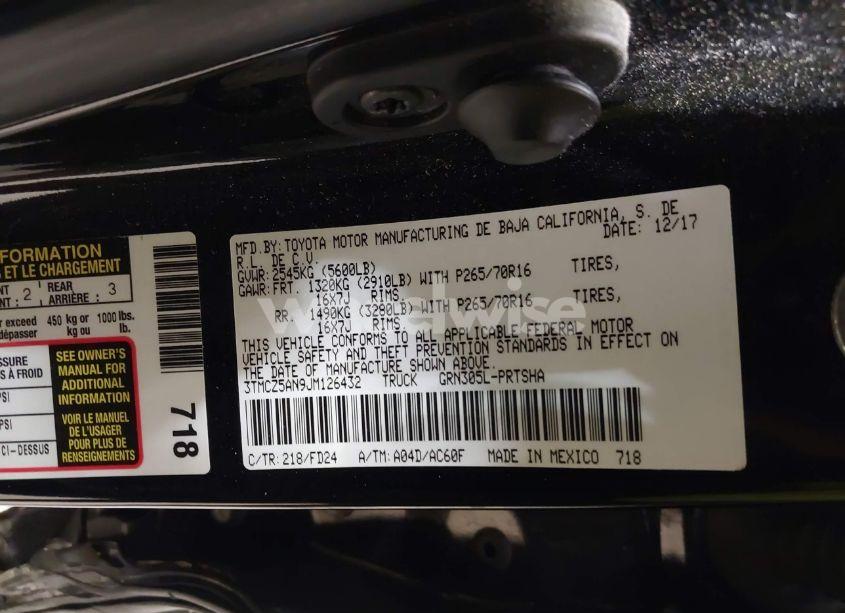 FORMATION
ET LE CHARGEMENT
2 REAR ARRIÈRE : 3
exceed 450 kg or 1000 lbs.
dépasser kg ou lb.
À FROID
SEE OWNER'S
MANUAL FOR
ADDITIONAL
INFORMATION
VOIR LE MANUEL
DE L'USAGER
POUR PLUS DE
RENSEIGNEMENTS
CI-DESSUS
718
MFD.BY:TOYOTA MOTOR MANUFACTURING DE BAJA CALIFORNIA, S. DE
R.L. DE C.V. DATE: 12/17
GVWR:2545KG (5600LB)
GAWR:FRT. 1320KG (2910LB) WITH P265/70R16 TIRES,
16X7J RIMS.
RR. 1490KG (3280LB) WITH P265/70R16 TIRES,
16X7J RIMS.
THIS VEHICLE CONFORMS TO ALL APPLICABLE FEDERAL MOTOR
VEHICLE SAFETY AND THEFT PREVENTION STANDARDS IN EFFECT ON
THE DATE OF MANUFACTURE SHOWN ABOVE.
3TMCZ5AN9JM126432 TRUCK GRN305L-PRTSHA
C/TR:218/FD24 A/TM:A04D/AC60F MADE IN MEXICO 718